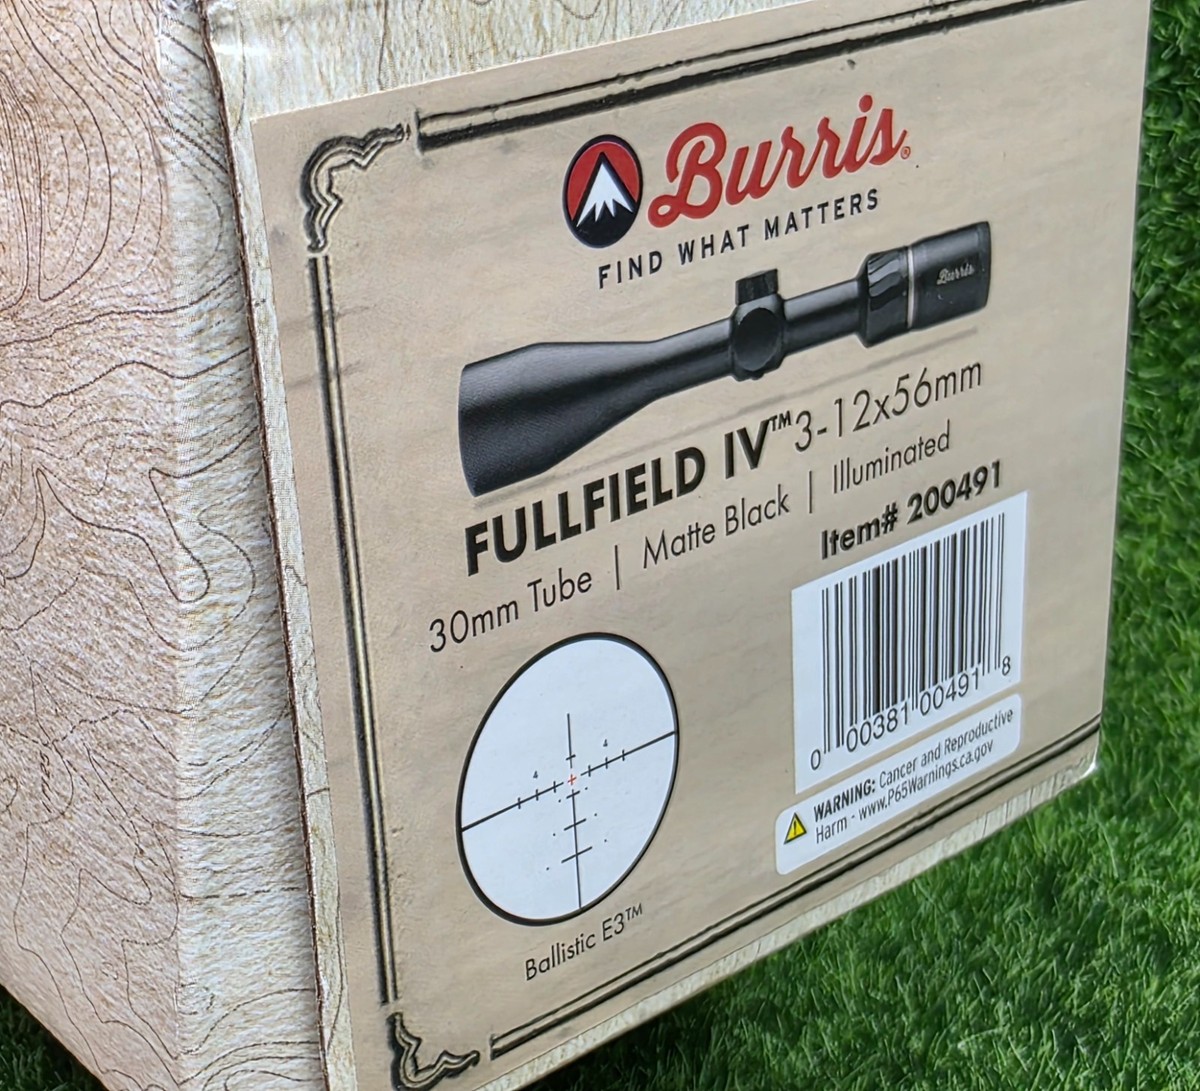 Burris®
FIND WHAT MATTERS
Burris
FULLFIELD IV™ 3-12x56mm
30mm Tube | Matte Black | Illuminated
Item# 200491
4
4
0 00381 00491 8
WARNING: Cancer and Reproductive
Harm - www.P65Warnings.ca.gov
Ballistic E3™